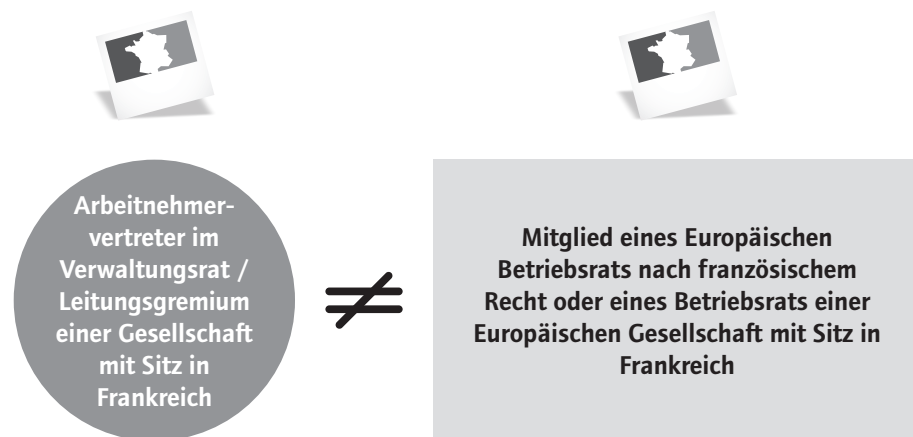 Arbeitnehmer-
vertreter im
Verwaltungsrat /
Leitungsgremium
einer Gesellschaft
mit Sitz in
Frankreich
≠
Mitglied eines Europäischen
Betriebsrats nach französischem
Recht oder eines Betriebsrats einer
Europäischen Gesellschaft mit Sitz in
Frankreich